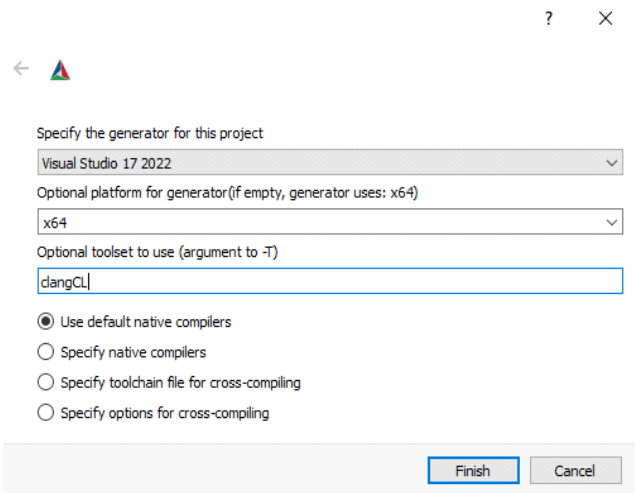 ?
Specify the generator for this project
Visual Studio 17 2022
Optional platform for generator(if empty, generator uses: x64)
x64
Optional toolset to use (argument to -T)
clangCL
Use default native compilers
Specify native compilers
Specify toolchain file for cross-compiling
Specify options for cross-compiling
Finish Cancel